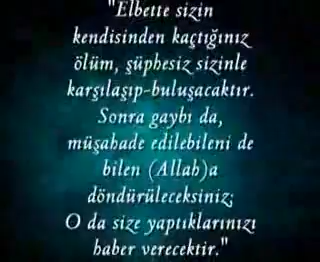 "Elbette sizin
kendisinden kaçtığınız
ölüm, şüphesiz sizinle
karşılaşıp-buluşacaktır.
Sonra gaybı da,
müşahade edilebileni de
bilen (Allah)a
döndürüleceksiniz;
O da size yaptıklarınızı
haber verecektir."